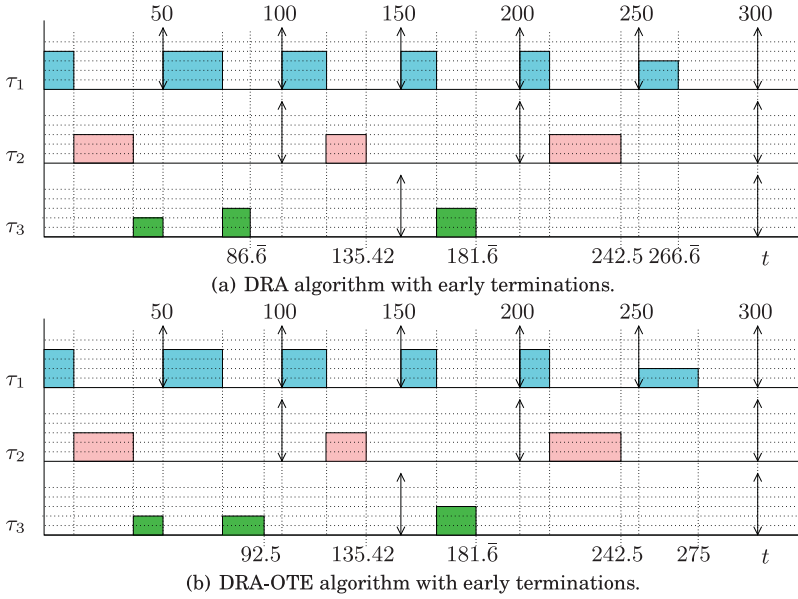 50 100 150 200 250 300
τ1
τ2
τ3
86.6̄ 135.42 181.6̄ 242.5 266.6̄ t
(a) DRA algorithm with early terminations.
50 100 150 200 250 300
τ1
τ2
τ3
92.5 135.42 181.6̄ 242.5 275 t
(b) DRA-OTE algorithm with early terminations.